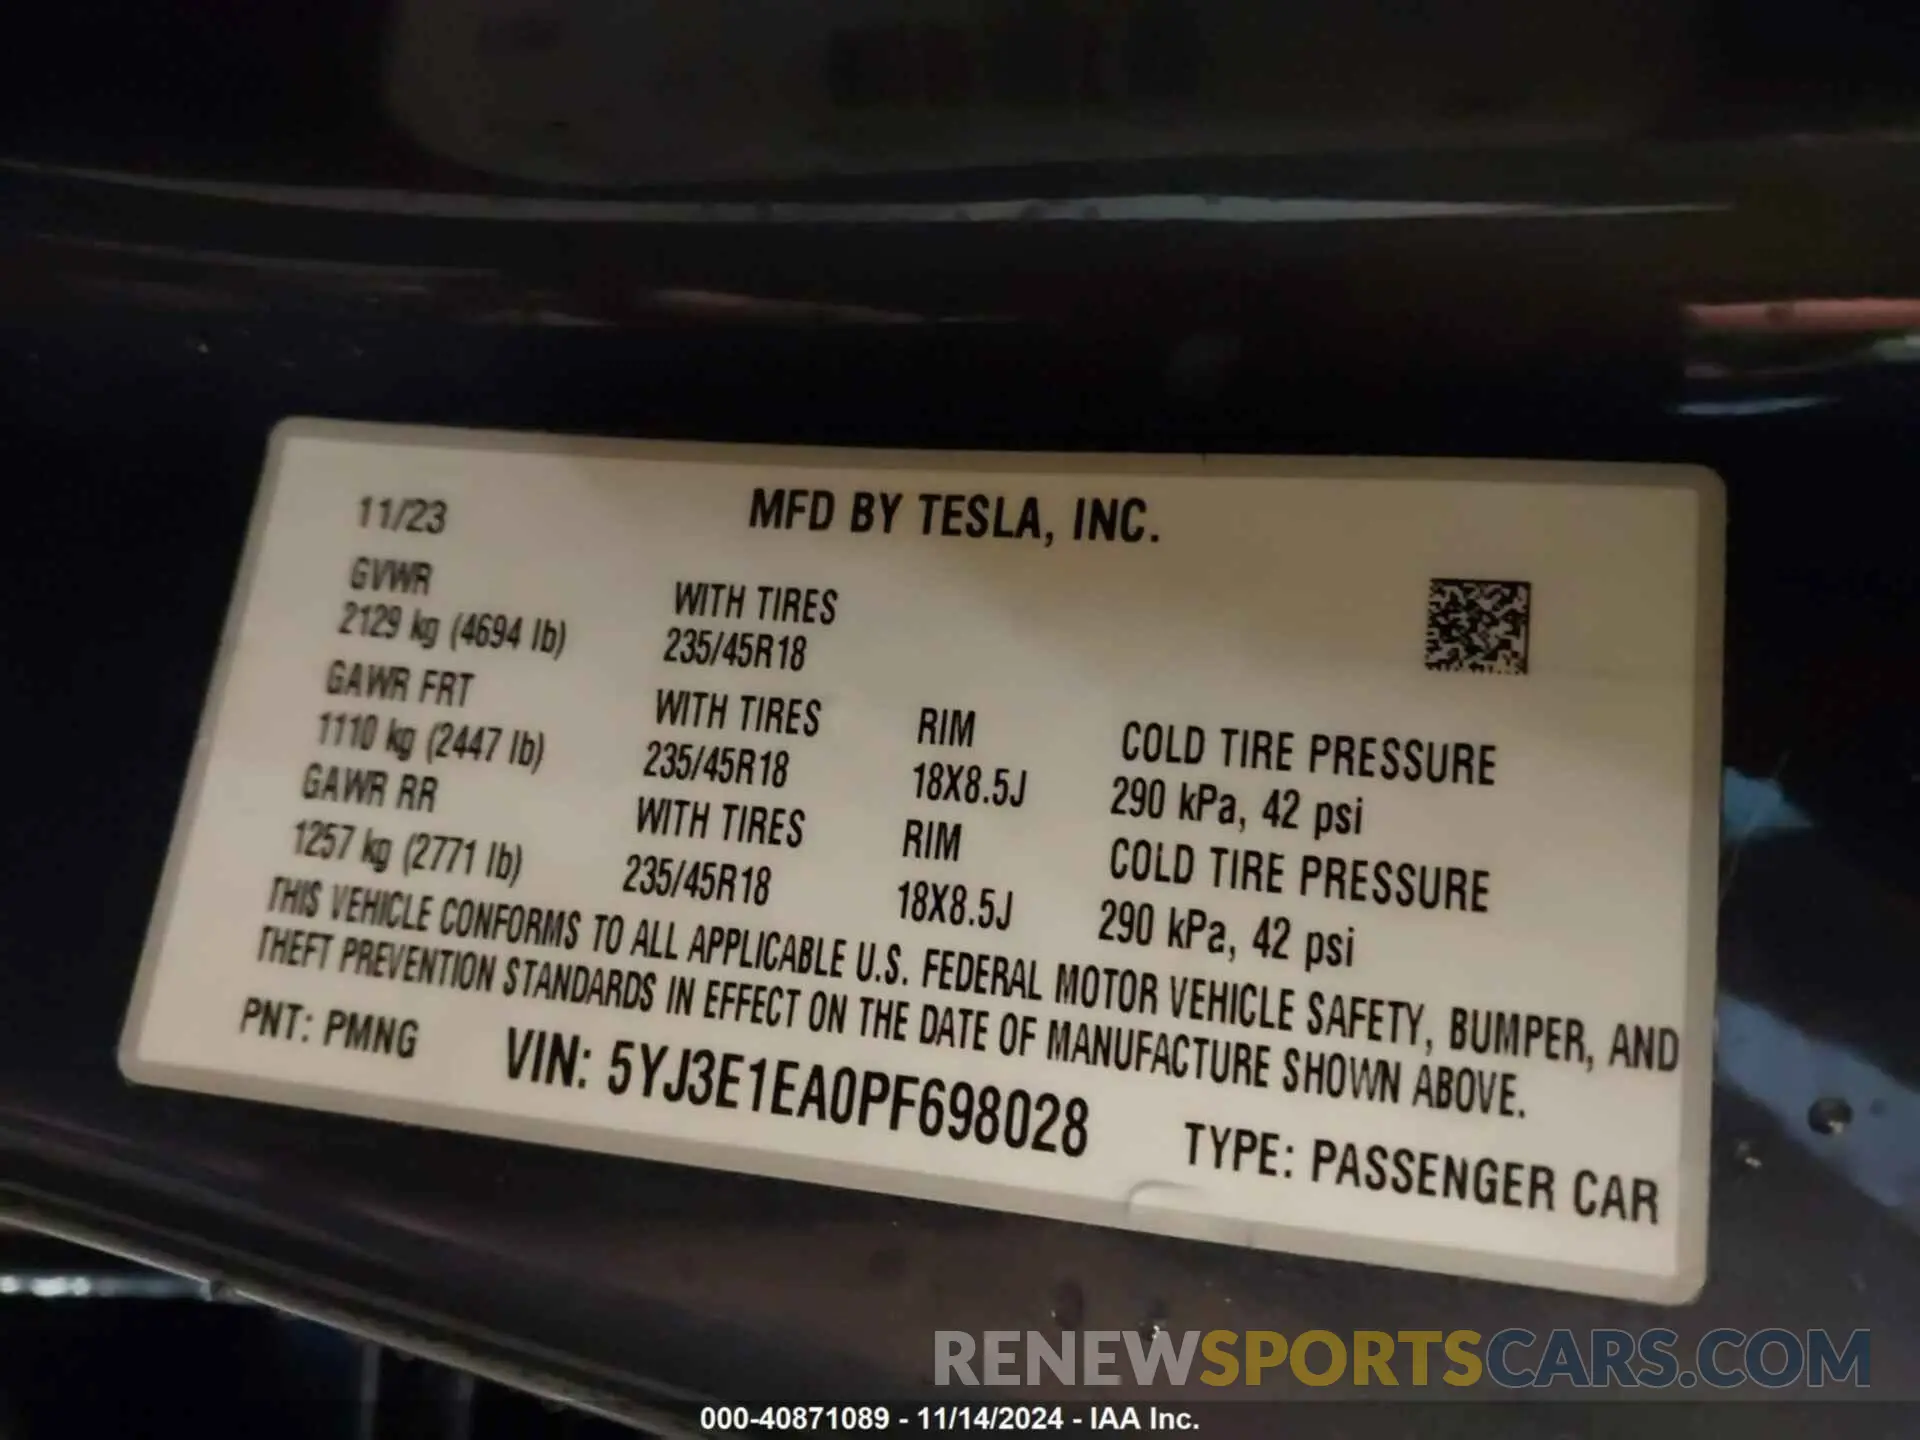 11/23
MFD BY TESLA, INC.
GVWR
2129 kg (4694 lb)
WITH TIRES
235/45R18
GAWR FRT
1110 kg (2447 lb)
WITH TIRES
235/45R18
RIM
18X8.5J
COLD TIRE PRESSURE
290 kPa, 42 psi
GAWR RR
1257 kg (2771 lb)
WITH TIRES
235/45R18
RIM
18X8.5J
COLD TIRE PRESSURE
290 kPa, 42 psi
THIS VEHICLE CONFORMS TO ALL APPLICABLE U.S. FEDERAL MOTOR VEHICLE SAFETY, BUMPER, AND
THEFT PREVENTION STANDARDS IN EFFECT ON THE DATE OF MANUFACTURE SHOWN ABOVE.
PNT: PMNG
VIN: 5YJ3E1EA0PF698028
TYPE: PASSENGER CAR
RENEWSPORTSCARS.COM
000-40871089 - 11/14/2024 - IAA Inc.